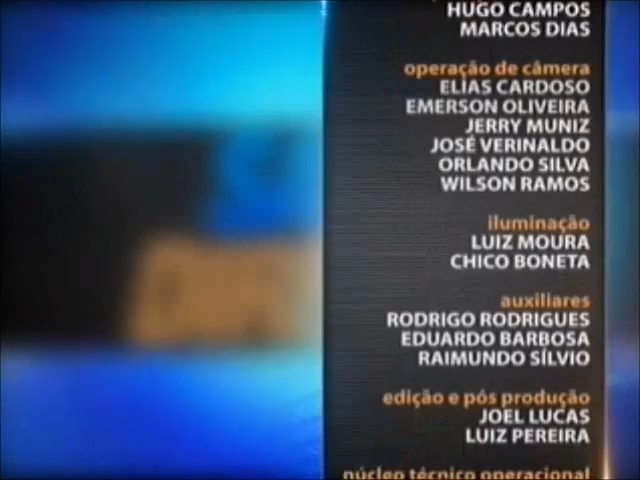 HUGO CAMPOS
MARCOS DIAS
operação de câmera
ELIAS CARDOSO
EMERSON OLIVEIRA
JERRY MUNIZ
JOSÉ VERINALDO
ORLANDO SILVA
WILSON RAMOS
iluminação
LUIZ MOURA
CHICO BONETA
auxiliares
RODRIGO RODRIGUES
EDUARDO BARBOSA
RAIMUNDO SÍLVIO
edição e pós produção
JOEL LUCAS
LUIZ PEREIRA
núcleo técnico operacional